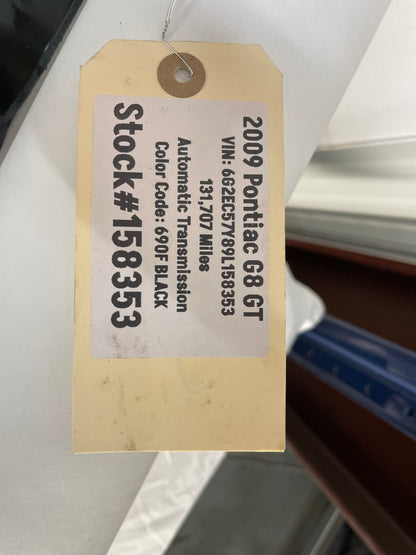 2009 Pontiac G8 GT
VIN: 6G2EC57Y89L158353
131,707 Miles
Automatic Transmission
Color Code: 690F BLACK
Stock#158353